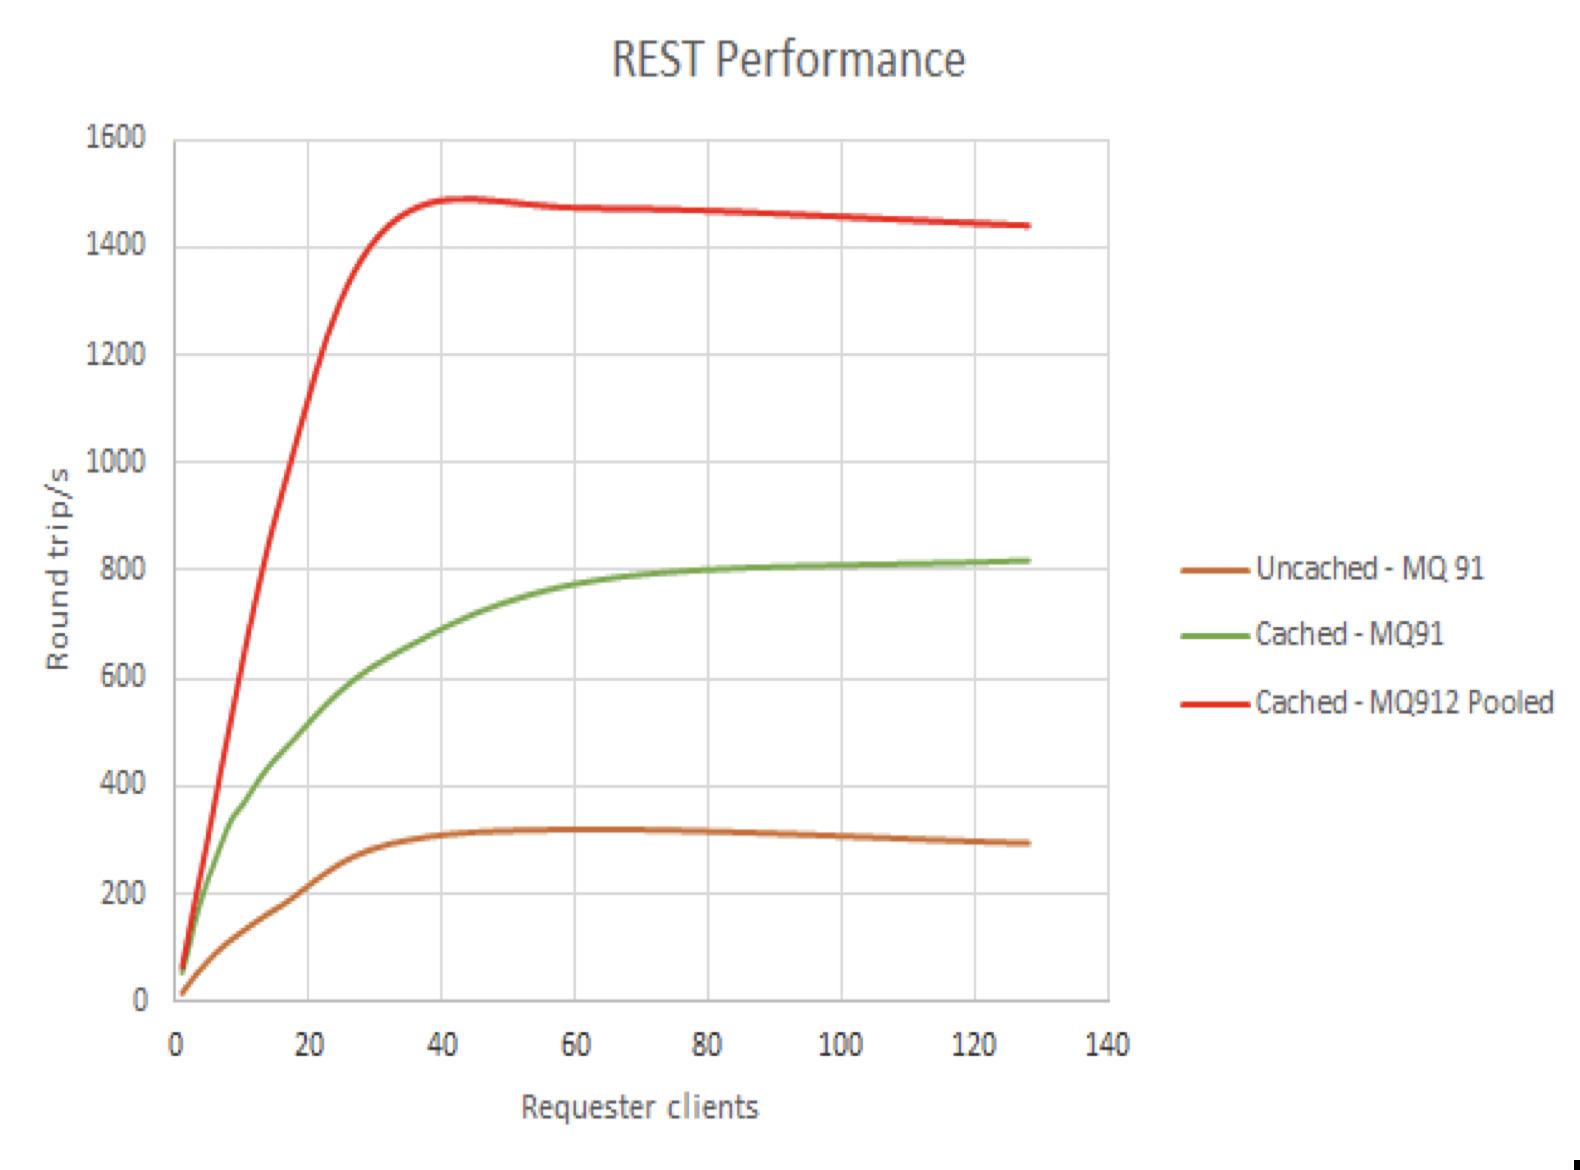 REST Performance
1600
1400
1200
1000
800
600
400
200
0
Round trip/s
0 20 40 60 80 100 120 140
Requester clients
Uncached - MQ 91
Cached - MQ91
Cached - MQ912 Pooled